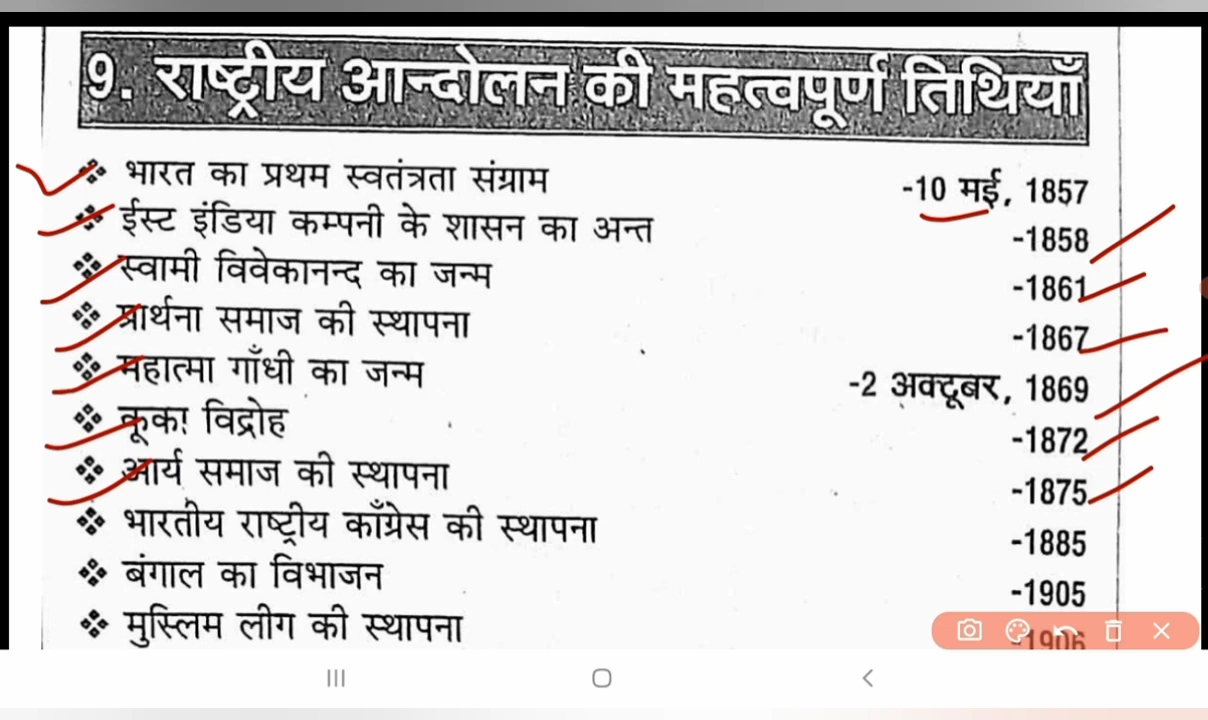 9. राष्ट्रीय आन्दोलन की महत्वपूर्ण तिथियाँ
भारत का प्रथम स्वतंत्रता संग्राम -10 मई, 1857
ईस्ट इंडिया कम्पनी के शासन का अन्त -1858
स्वामी विवेकानन्द का जन्म -1861
प्रार्थना समाज की स्थापना -1867
महात्मा गाँधी का जन्म -2 अक्टूबर, 1869
कूका विद्रोह -1872
आर्य समाज की स्थापना -1875
भारतीय राष्ट्रीय काँग्रेस की स्थापना -1885
बंगाल का विभाजन -1905
मुस्लिम लीग की स्थापना -1906